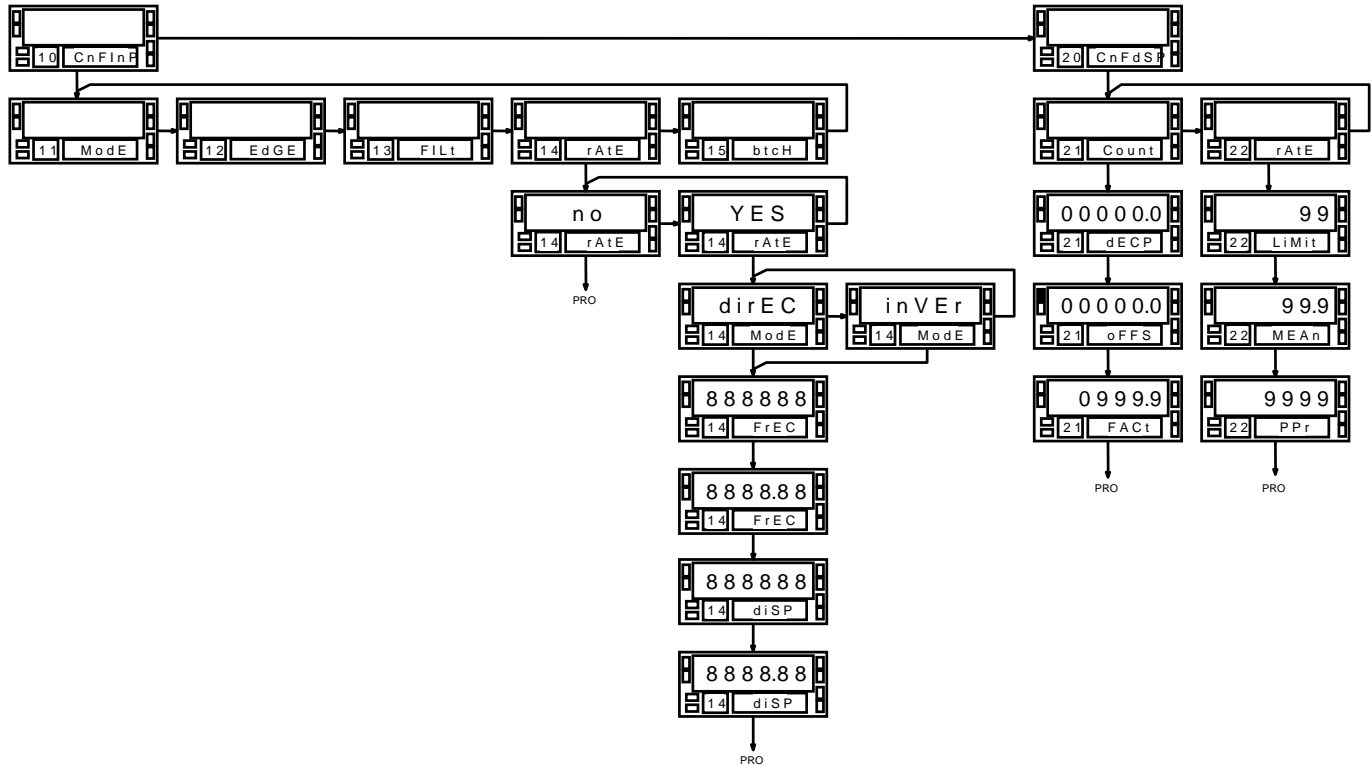 10 CnFInP
20 CnFdSP
11 ModE
12 EdGE
13 FILt
14 rAtE
15 btcH
21 Count
22 rAtE
no
14 rAtE
YES
14 rAtE
00000.0
21 dECP
99
22 LiMit
PRO
dirEC
14 ModE
inVEr
14 ModE
00000.0
21 oFFS
99.9
22 MEAn
888888
14 FrEC
0999.9
21 FACt
9999
22 PPr
8888.88
14 FrEC
PRO
PRO
888888
14 diSP
8888.88
14 diSP
PRO